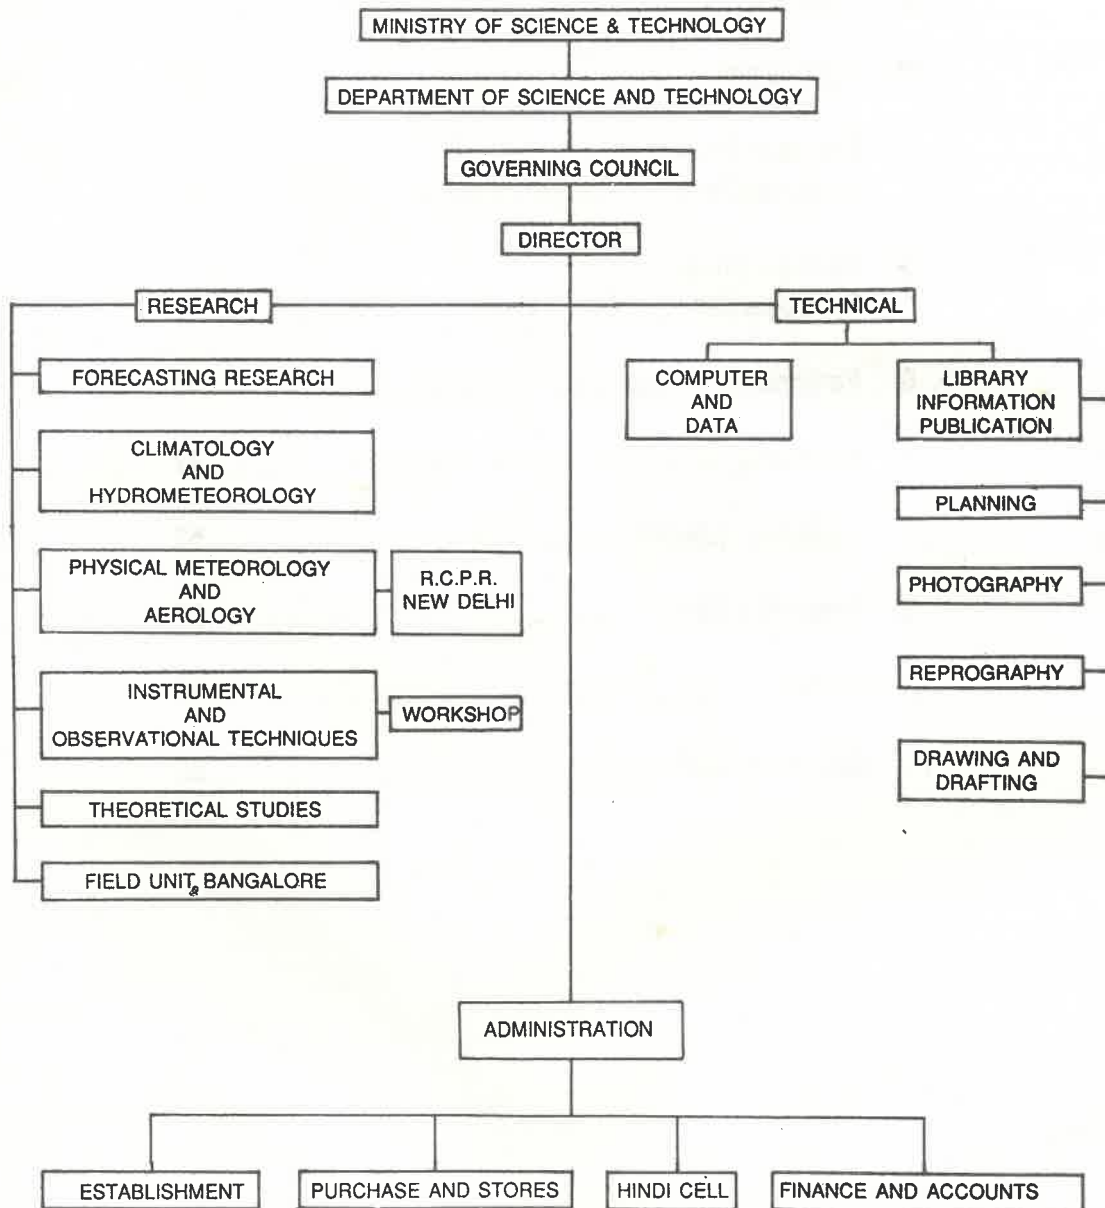 MINISTRY OF SCIENCE & TECHNOLOGY
DEPARTMENT OF SCIENCE AND TECHNOLOGY
GOVERNING COUNCIL
DIRECTOR
RESEARCH
FORECASTING RESEARCH
CLIMATOLOGY
AND
HYDROMETEOROLOGY
PHYSICAL METEOROLOGY
AND
AEROLOGY
R.C.P.R.
NEW DELHI
INSTRUMENTAL
AND
OBSERVATIONAL TECHNIQUES
WORKSHOP
THEORETICAL STUDIES
FIELD UNIT, BANGALORE
TECHNICAL
COMPUTER
AND
DATA
LIBRARY
INFORMATION
PUBLICATION
PLANNING
PHOTOGRAPHY
REPROGRAPHY
DRAWING AND
DRAFTING
ADMINISTRATION
ESTABLISHMENT
PURCHASE AND STORES
HINDI CELL
FINANCE AND ACCOUNTS